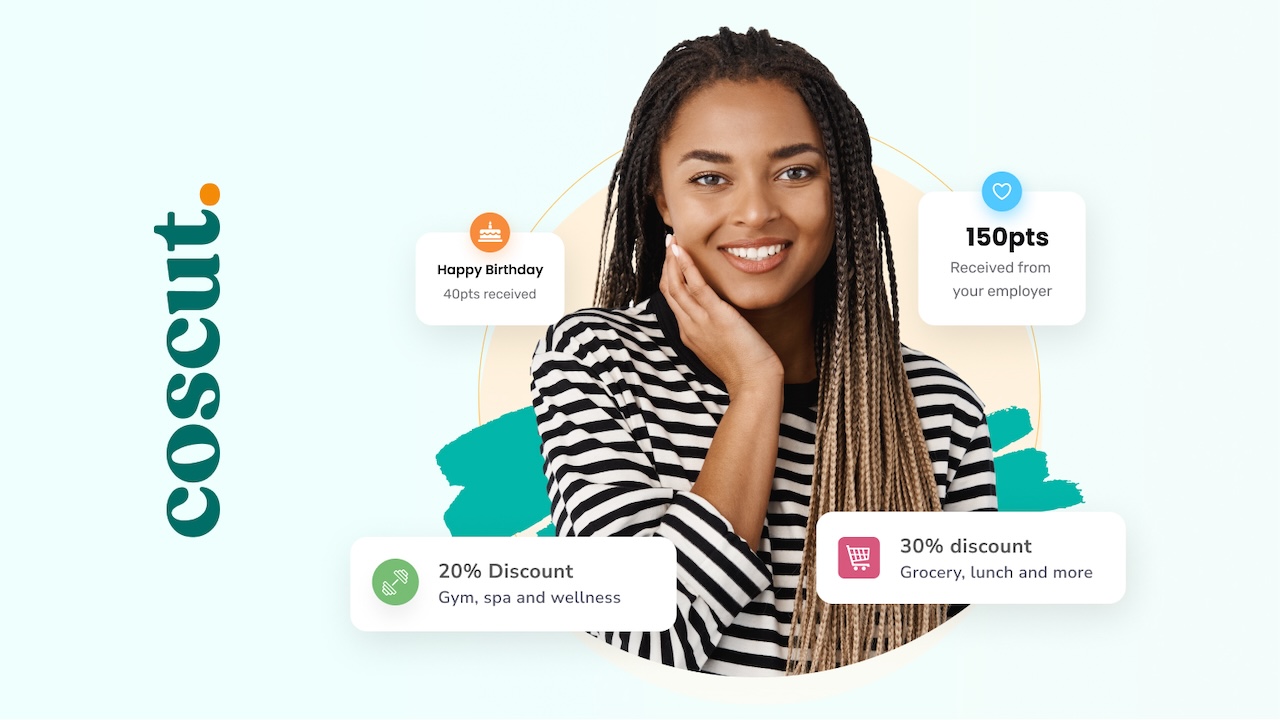 coscut.
Happy Birthday
40pts received
150pts
Received from
your employer
20% Discount
Gym, spa and wellness
30% discount
Grocery, lunch and more